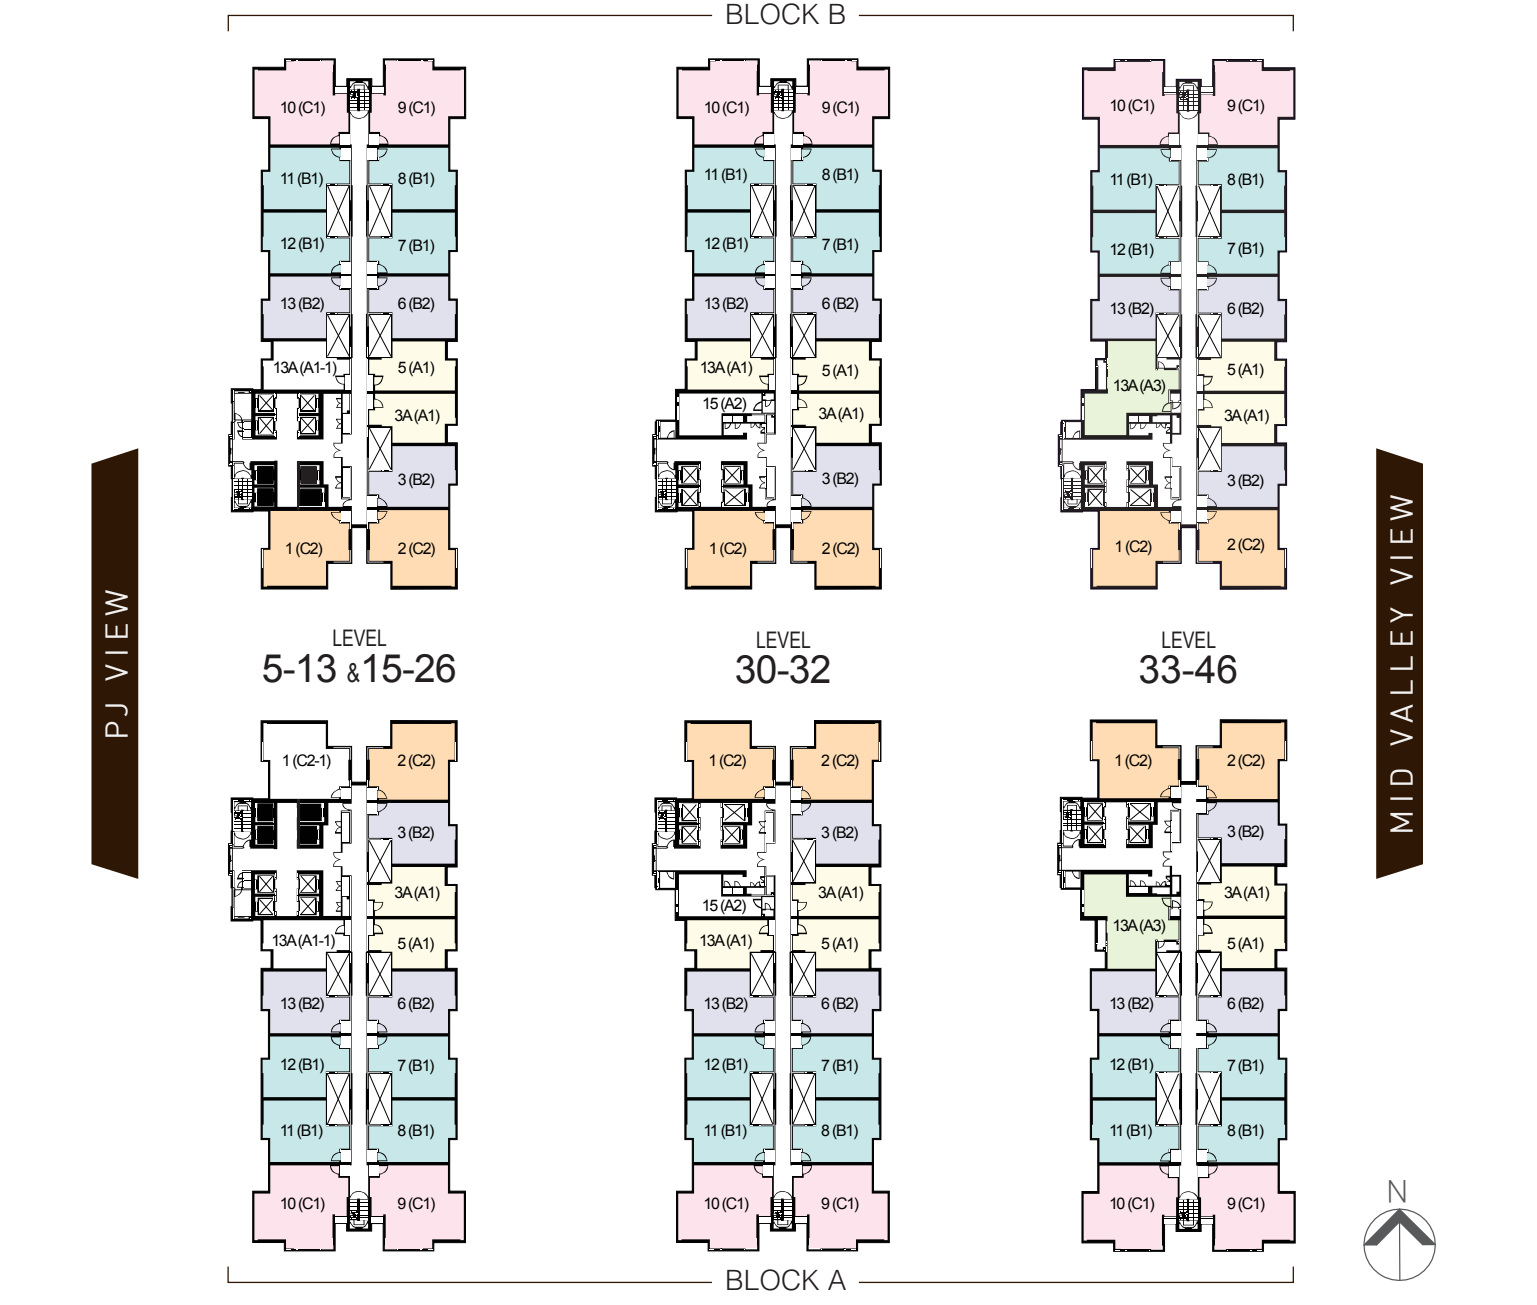 BLOCK B
10 (C1)
9 (C1)
11 (B1)
8 (B1)
12 (B1)
7 (B1)
13 (B2)
6 (B2)
13A (A1-1)
5 (A1)
3A (A1)
3 (B2)
1 (C2)
2 (C2)
10 (C1)
9 (C1)
11 (B1)
8 (B1)
12 (B1)
7 (B1)
13 (B2)
6 (B2)
13A (A1)
5 (A1)
15 (A2)
3A (A1)
3 (B2)
1 (C2)
2 (C2)
10 (C1)
9 (C1)
11 (B1)
8 (B1)
12 (B1)
7 (B1)
13 (B2)
6 (B2)
13A (A3)
5 (A1)
3A (A1)
3 (B2)
1 (C2)
2 (C2)
PJ VIEW
LEVEL
5-13 & 15-26
LEVEL
30-32
LEVEL
33-46
MID VALLEY VIEW
1 (C2-1)
2 (C2)
3 (B2)
3A (A1)
13A (A1-1)
5 (A1)
13 (B2)
6 (B2)
12 (B1)
7 (B1)
11 (B1)
8 (B1)
10 (C1)
9 (C1)
1 (C2)
2 (C2)
3 (B2)
3A (A1)
15 (A2)
13A (A1)
5 (A1)
13 (B2)
6 (B2)
12 (B1)
7 (B1)
11 (B1)
8 (B1)
10 (C1)
9 (C1)
1 (C2)
2 (C2)
3 (B2)
3A (A1)
13A (A3)
5 (A1)
13 (B2)
6 (B2)
12 (B1)
7 (B1)
11 (B1)
8 (B1)
10 (C1)
9 (C1)
N
BLOCK A